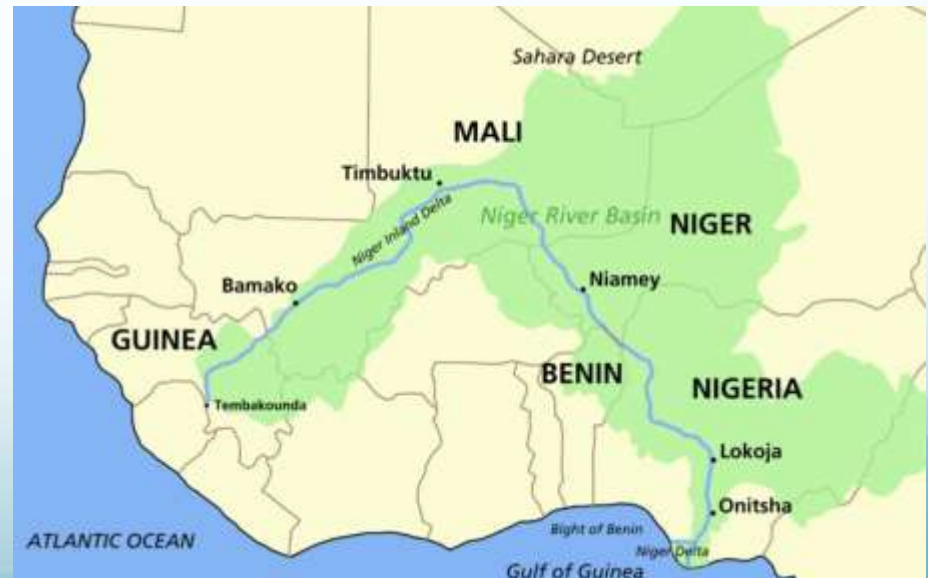 Sahara Desert
MALI
Timbuktu
Niger Inland Delta
Niger River Basin
NIGER
Bamako
Niamey
GUINEA
BENIN
NIGERIA
Tembakounda
Lokoja
Onitsha
Bight of Benin
ATLANTIC OCEAN
Niger Delta
Gulf of Guinea